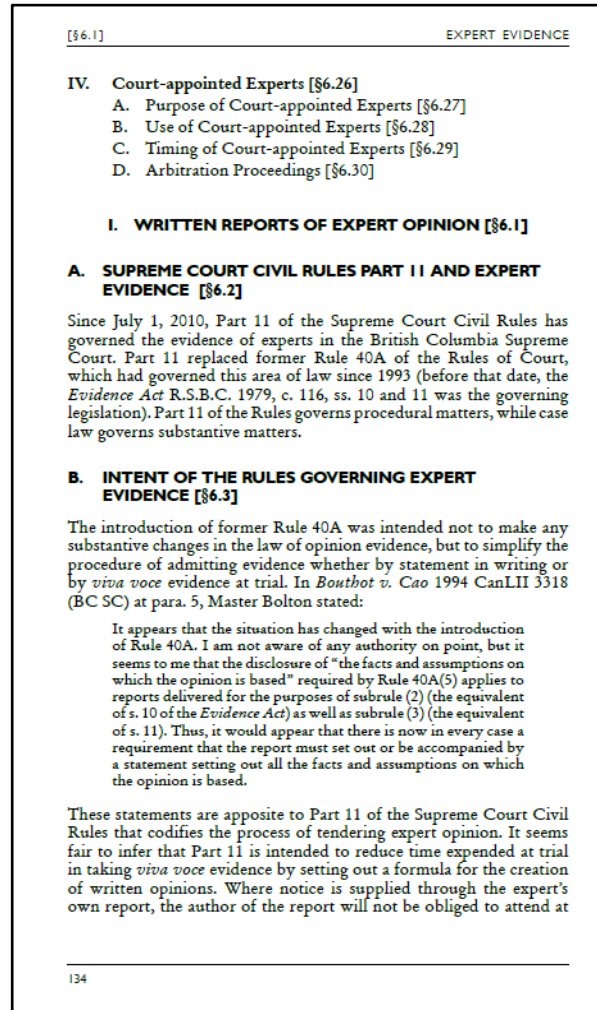 [§6.1] EXPERT EVIDENCE
IV. Court-appointed Experts [§6.26]
A. Purpose of Court-appointed Experts [§6.27]
B. Use of Court-appointed Experts [§6.28]
C. Timing of Court-appointed Experts [§6.29]
D. Arbitration Proceedings [§6.30]
I. WRITTEN REPORTS OF EXPERT OPINION [§6.1]
A. SUPREME COURT CIVIL RULES PART 11 AND EXPERT
EVIDENCE [§6.2]
Since July 1, 2010, Part 11 of the Supreme Court Civil Rules has
governed the evidence of experts in the British Columbia Supreme
Court. Part 11 replaced former Rule 40A of the Rules of Court,
which had governed this area of law since 1993 (before that date, the
Evidence Act R.S.B.C. 1979, c. 116, ss. 10 and 11 was the governing
legislation). Part 11 of the Rules governs procedural matters, while case
law governs substantive matters.
B. INTENT OF THE RULES GOVERNING EXPERT
EVIDENCE [§6.3]
The introduction of former Rule 40A was intended not to make any
substantive changes in the law of opinion evidence, but to simplify the
procedure of admitting evidence whether by statement in writing or
by viva voce evidence at trial. In Bouthot v. Cao 1994 CanLII 3318
(BC SC) at para. 5, Master Bolton stated:
It appears that the situation has changed with the introduction
of Rule 40A. I am not aware of any authority on point, but it
seems to me that the disclosure of “the facts and assumptions on
which the opinion is based” required by Rule 40A(5) applies to
reports delivered for the purposes of subrule (2) (the equivalent
of s. 10 of the Evidence Act) as well as subrule (3) (the equivalent
of s. 11). Thus, it would appear that there is now in every case a
requirement that the report must set out or be accompanied by
a statement setting out all the facts and assumptions on which
the opinion is based.
These statements are apposite to Part 11 of the Supreme Court Civil
Rules that codifies the process of tendering expert opinion. It seems
fair to infer that Part 11 is intended to reduce time expended at trial
in taking viva voce evidence by setting out a formula for the creation
of written opinions. Where notice is supplied through the expert’s
own report, the author of the report will not be obliged to attend at
134